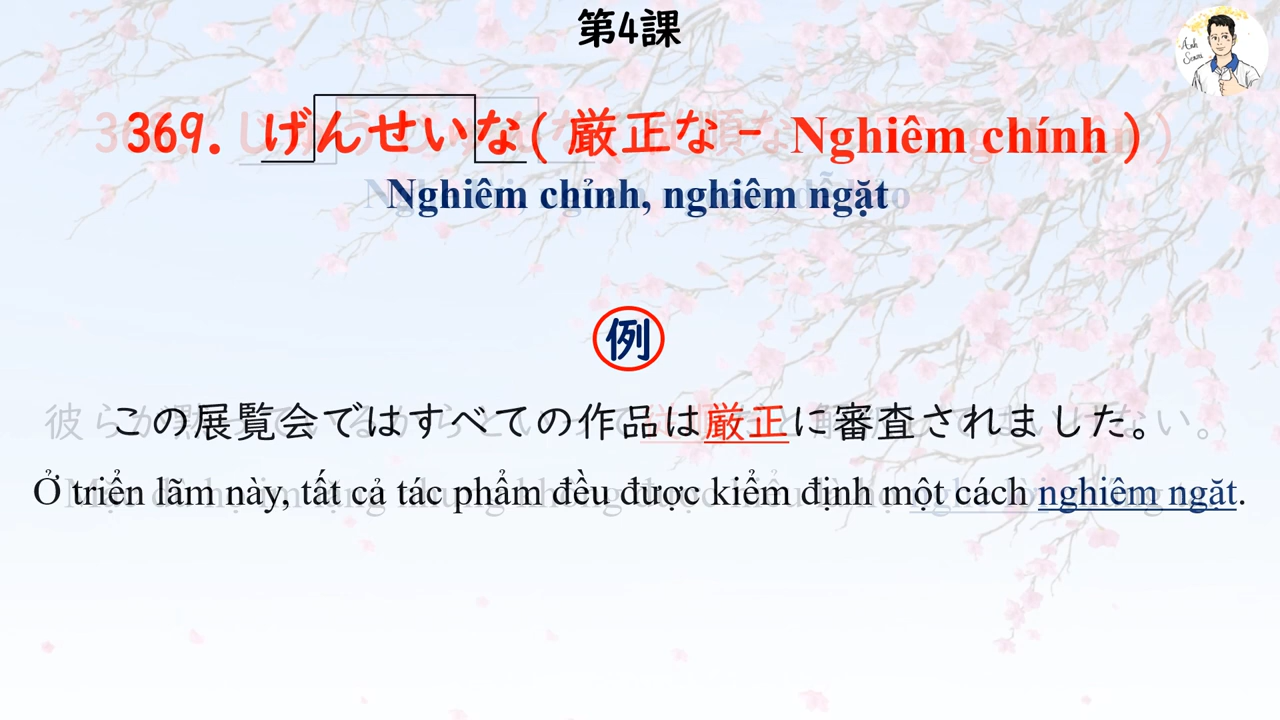 第4課
Anh
Sensei
369. げんせいな( 厳正な - Nghiêm chính )
Nghiêm chỉnh, nghiêm ngặt
例
この展覧会ではすべての作品は厳正に審査されました。
Ở triển lãm này, tất cả tác phẩm đều được kiểm định một cách nghiêm ngặt.